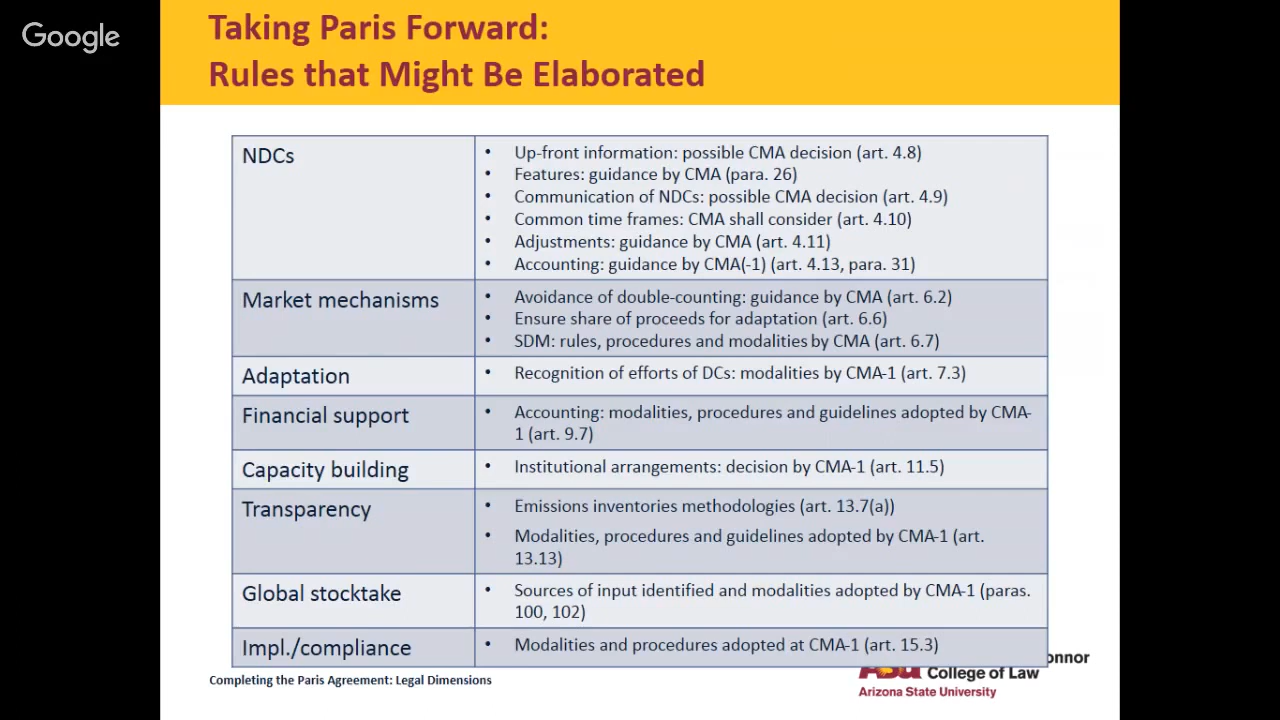 Google
Taking Paris Forward:
Rules that Might Be Elaborated
NDCs
• Up-front information: possible CMA decision (art. 4.8)
• Features: guidance by CMA (para. 26)
• Communication of NDCs: possible CMA decision (art. 4.9)
• Common time frames: CMA shall consider (art. 4.10)
• Adjustments: guidance by CMA (art. 4.11)
• Accounting: guidance by CMA(-1) (art. 4.13, para. 31)
Market mechanisms
• Avoidance of double-counting: guidance by CMA (art. 6.2)
• Ensure share of proceeds for adaptation (art. 6.6)
• SDM: rules, procedures and modalities by CMA (art. 6.7)
Adaptation
• Recognition of efforts of DCs: modalities by CMA-1 (art. 7.3)
Financial support
• Accounting: modalities, procedures and guidelines adopted by CMA-
1 (art. 9.7)
Capacity building
• Institutional arrangements: decision by CMA-1 (art. 11.5)
Transparency
• Emissions inventories methodologies (art. 13.7(a))
• Modalities, procedures and guidelines adopted by CMA-1 (art.
13.13)
Global stocktake
• Sources of input identified and modalities adopted by CMA-1 (paras.
100, 102)
Impl./compliance
• Modalities and procedures adopted at CMA-1 (art. 15.3)
onnor
College of Law
Arizona State University
Completing the Paris Agreement: Legal Dimensions